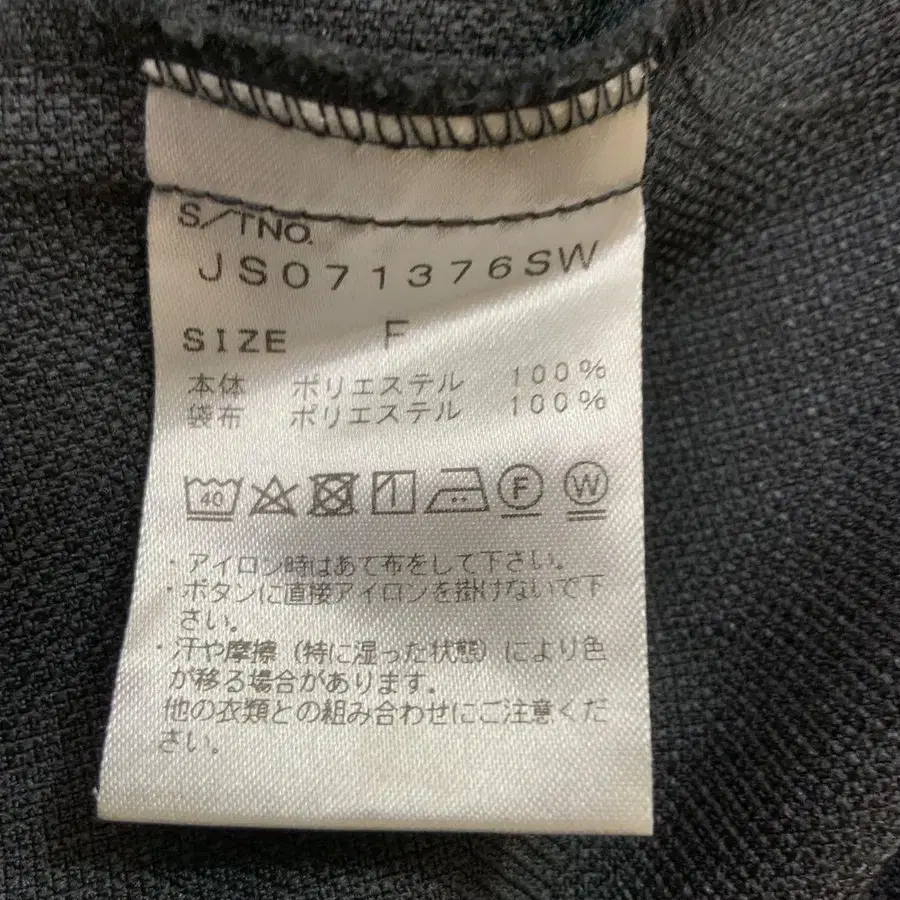 S/TNO.
JS071376SW
SIZE F
本体 ポリエステル 100%
袋布 ポリエステル 100%
40 F W
・アイロン時はあて布をして下さい。
・ボタンに直接アイロンを掛けないで下
さい。
・汗や摩擦(特に湿った状態)により色
が移る場合があります。
他の衣類との組み合わせにご注意くだ
さい。